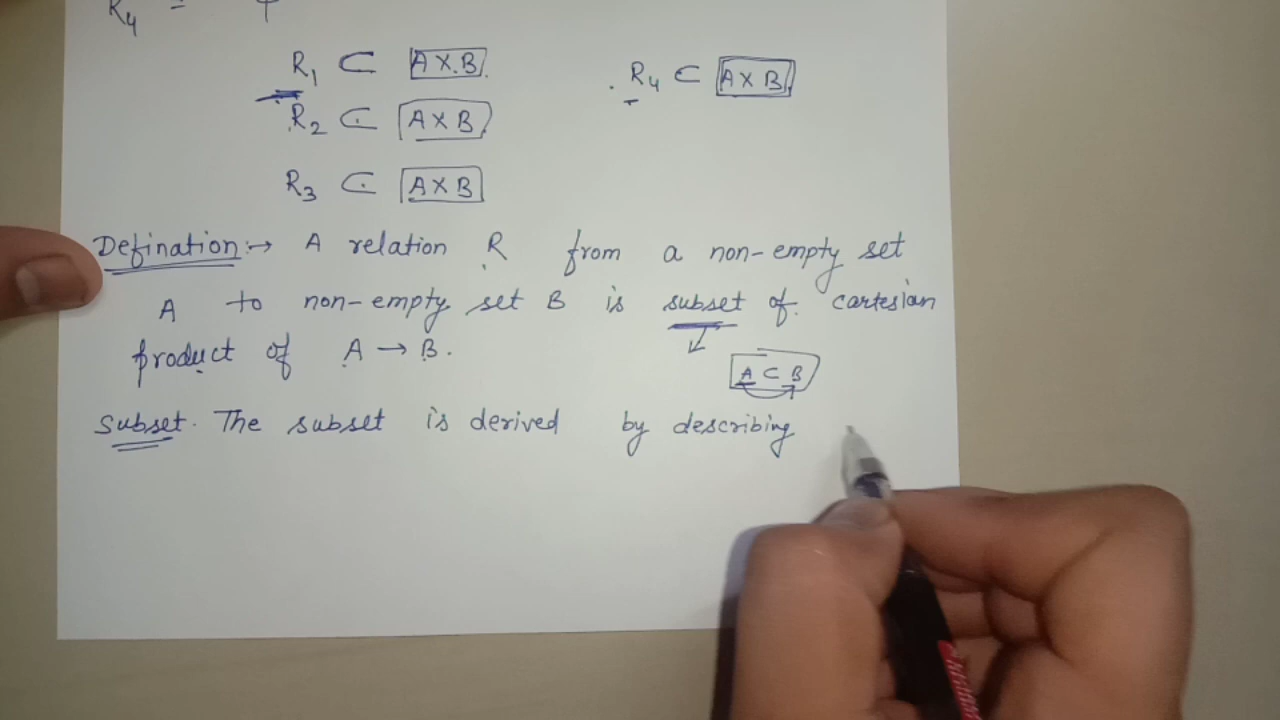 R4 = φ
R1 ⊂ A X B R4 ⊂ A X B
R2 ⊂ A X B
R3 ⊂ A X B
Defination:→ A relation R from a non-empty set
A to non-empty set B is subset of cartesian
product of A → B.
A ⊂ B
Subset. The subset is derived by describing